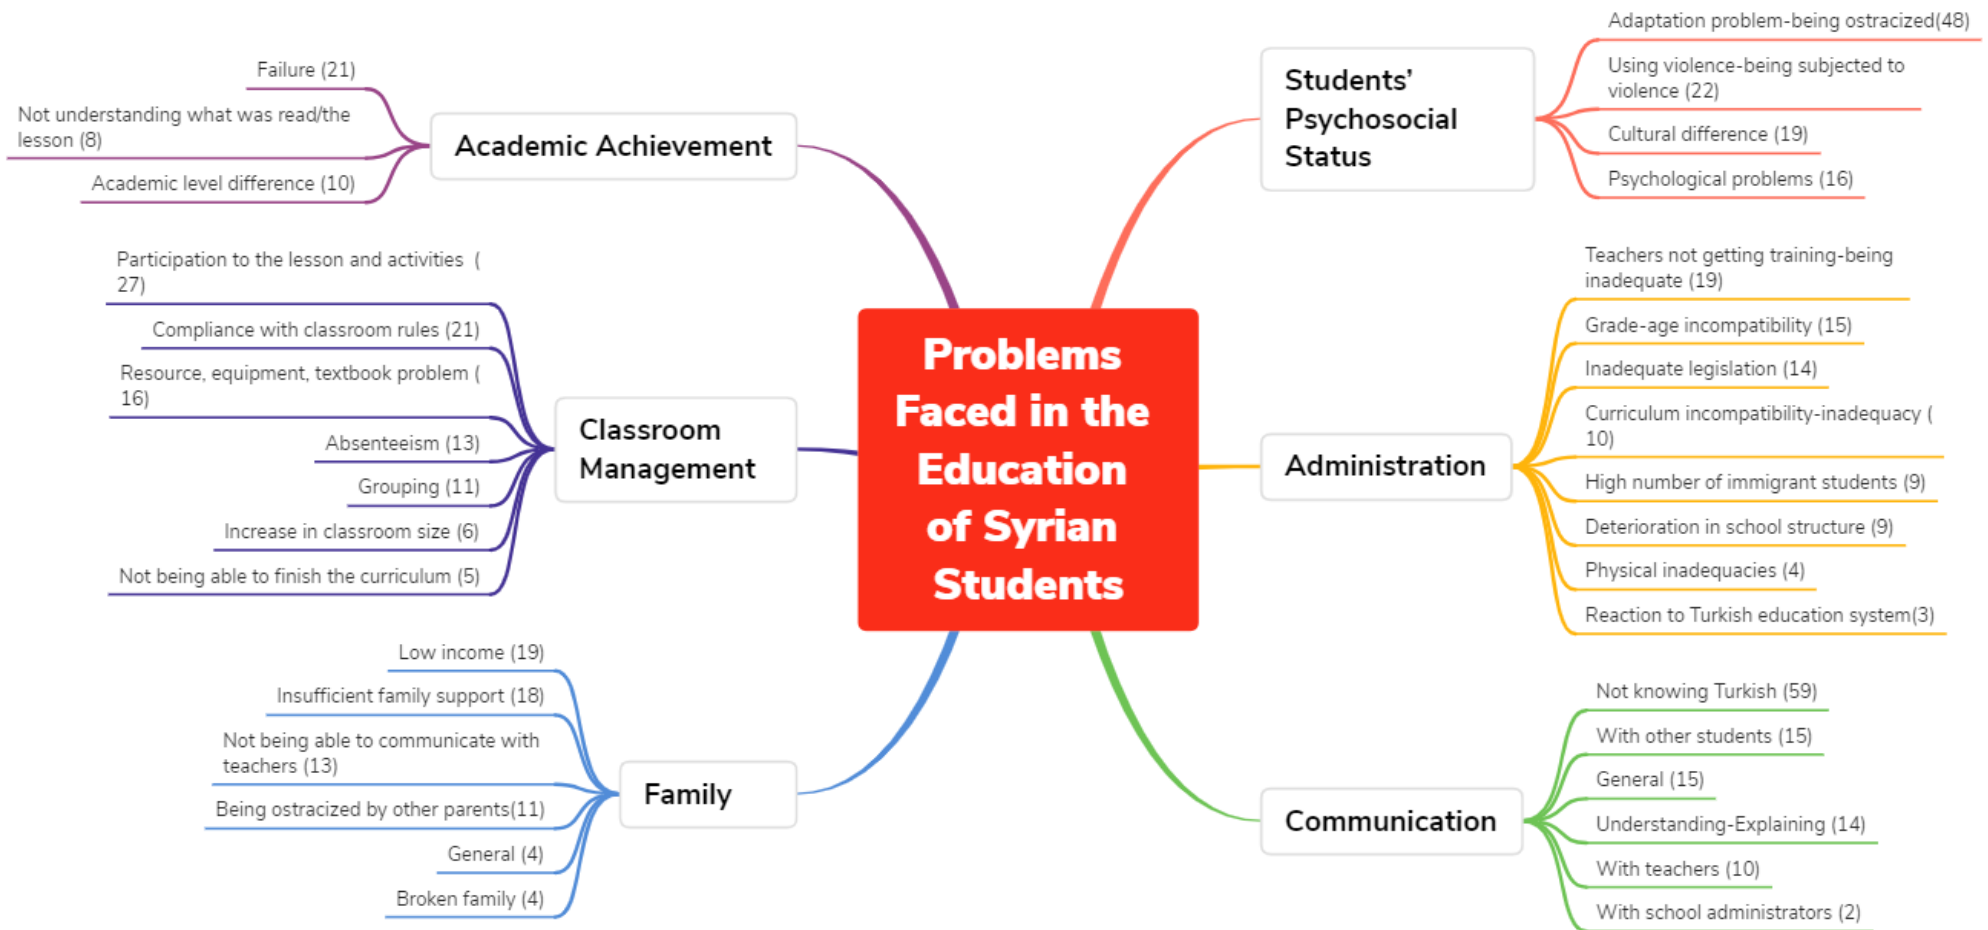 Problems
Faced in the
Education
of Syrian
Students
Academic Achievement
Failure (21)
Not understanding what was read/the
lesson (8)
Academic level difference (10)
Classroom
Management
Participation to the lesson and activities (
27)
Compliance with classroom rules (21)
Resource, equipment, textbook problem (
16)
Absenteeism (13)
Grouping (11)
Increase in classroom size (6)
Not being able to finish the curriculum (5)
Family
Low income (19)
Insufficient family support (18)
Not being able to communicate with
teachers (13)
Being ostracized by other parents(11)
General (4)
Broken family (4)
Students’
Psychosocial
Status
Adaptation problem-being ostracized(48)
Using violence-being subjected to
violence (22)
Cultural difference (19)
Psychological problems (16)
Administration
Teachers not getting training-being
inadequate (19)
Grade-age incompatibility (15)
Inadequate legislation (14)
Curriculum incompatibility-inadequacy (
10)
High number of immigrant students (9)
Deterioration in school structure (9)
Physical inadequacies (4)
Reaction to Turkish education system(3)
Communication
Not knowing Turkish (59)
With other students (15)
General (15)
Understanding-Explaining (14)
With teachers (10)
With school administrators (2)